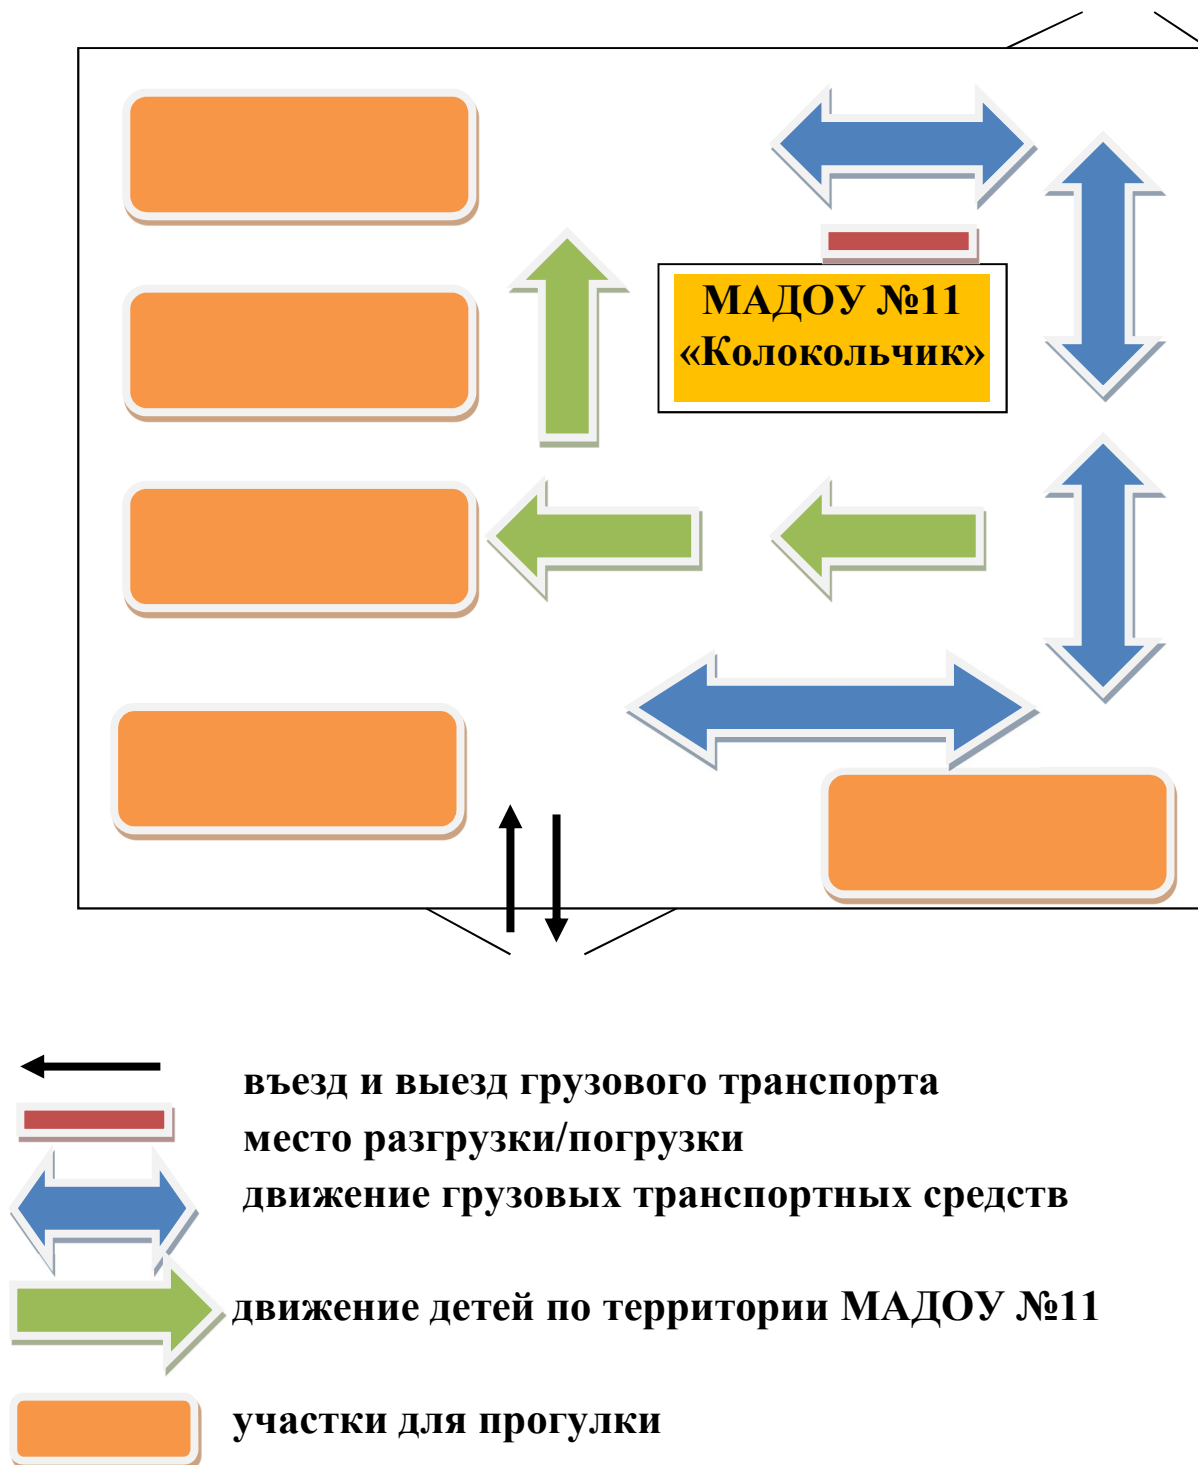 МАДОУ №11
«Колокольчик»
въезд и выезд грузового транспорта
место разгрузки/погрузки
движение грузовых транспортных средств
движение детей по территории МАДОУ №11
участки для прогулки